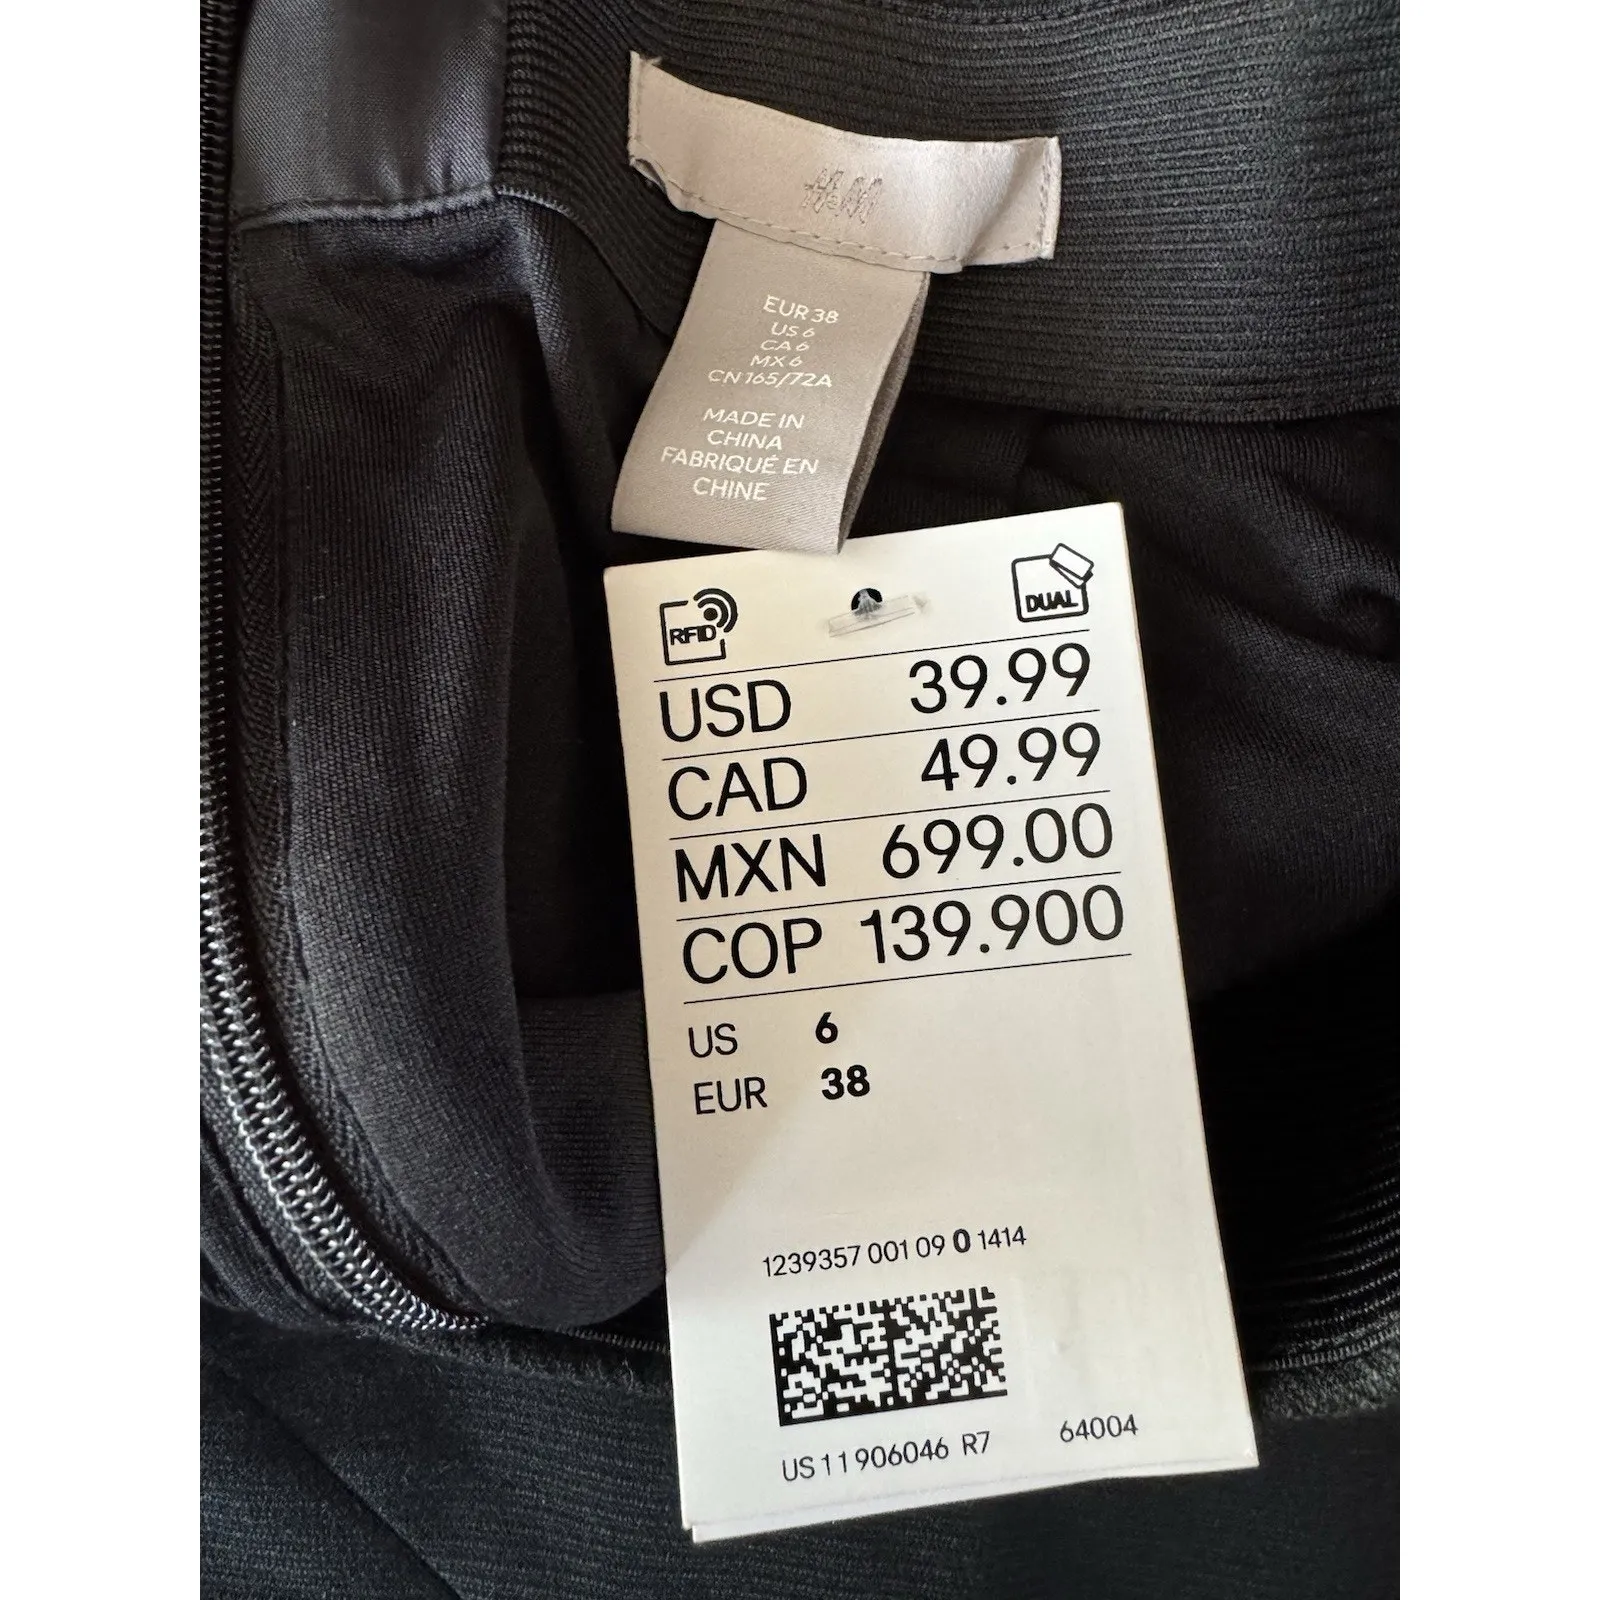 H&M
EUR 38
US 6
CA 6
MX 6
CN 165/72A
MADE IN
CHINA
FABRIQUÉ EN
CHINE
RFID
DUAL
USD 39.99
CAD 49.99
MXN 699.00
COP 139.900
US 6
EUR 38
1239357 001 09 0 1414
US 11906046 R7 64004